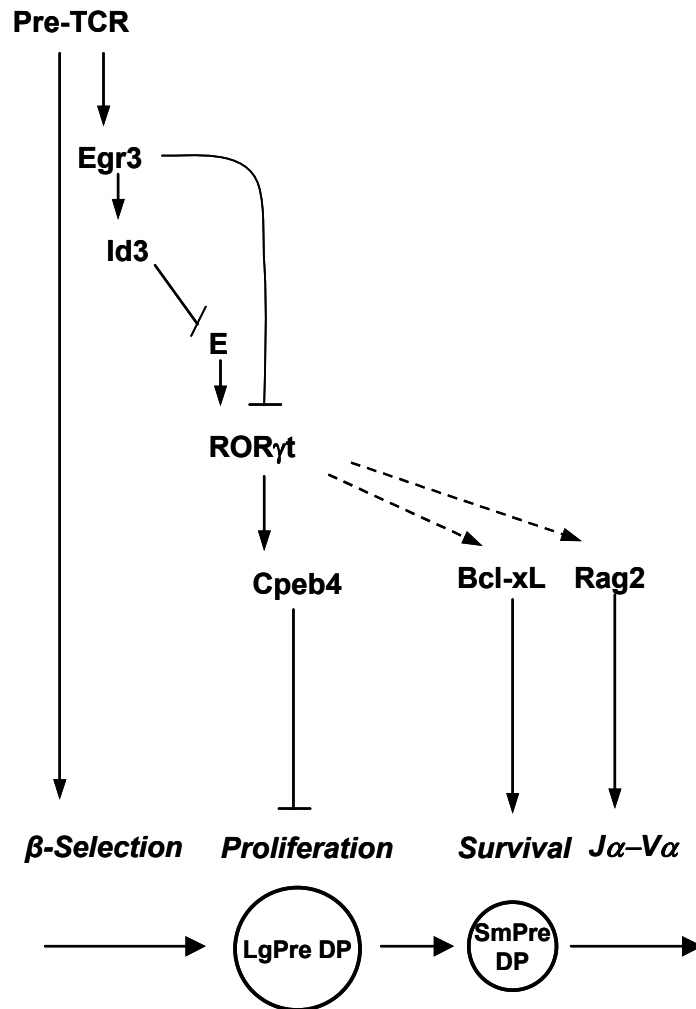 Pre-TCR
Egr3
Id3
E
RORγt
Cpeb4
Bcl-xL
Rag2
β-Selection
Proliferation
Survival
Jα–Vα
LgPre DP
SmPre
DP